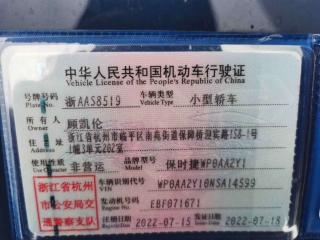 中华人民共和国机动车行驶证
Vehicle License of the People's Republic of China
号牌号码 浙AAS8519 车辆类型 小型轿车
Plate No. Vehicle Type
所有人 顾凯伦
Owner
住址 浙江省杭州市临平区南苑街道保障桥迎宾路158-1号
1幢3单元202室
使用性质 非营运 品牌型号 保时捷WP0AA2Y1
Use Character Model
浙江省杭州
市公安局交
通警察支队
车辆识别代号 WP0AA2Y10NSA14599
VIN
发动机号码 EBF071671
Engine No.
注册日期 2022-07-15 发证日期 2022-07-18
Register Date Issue Date